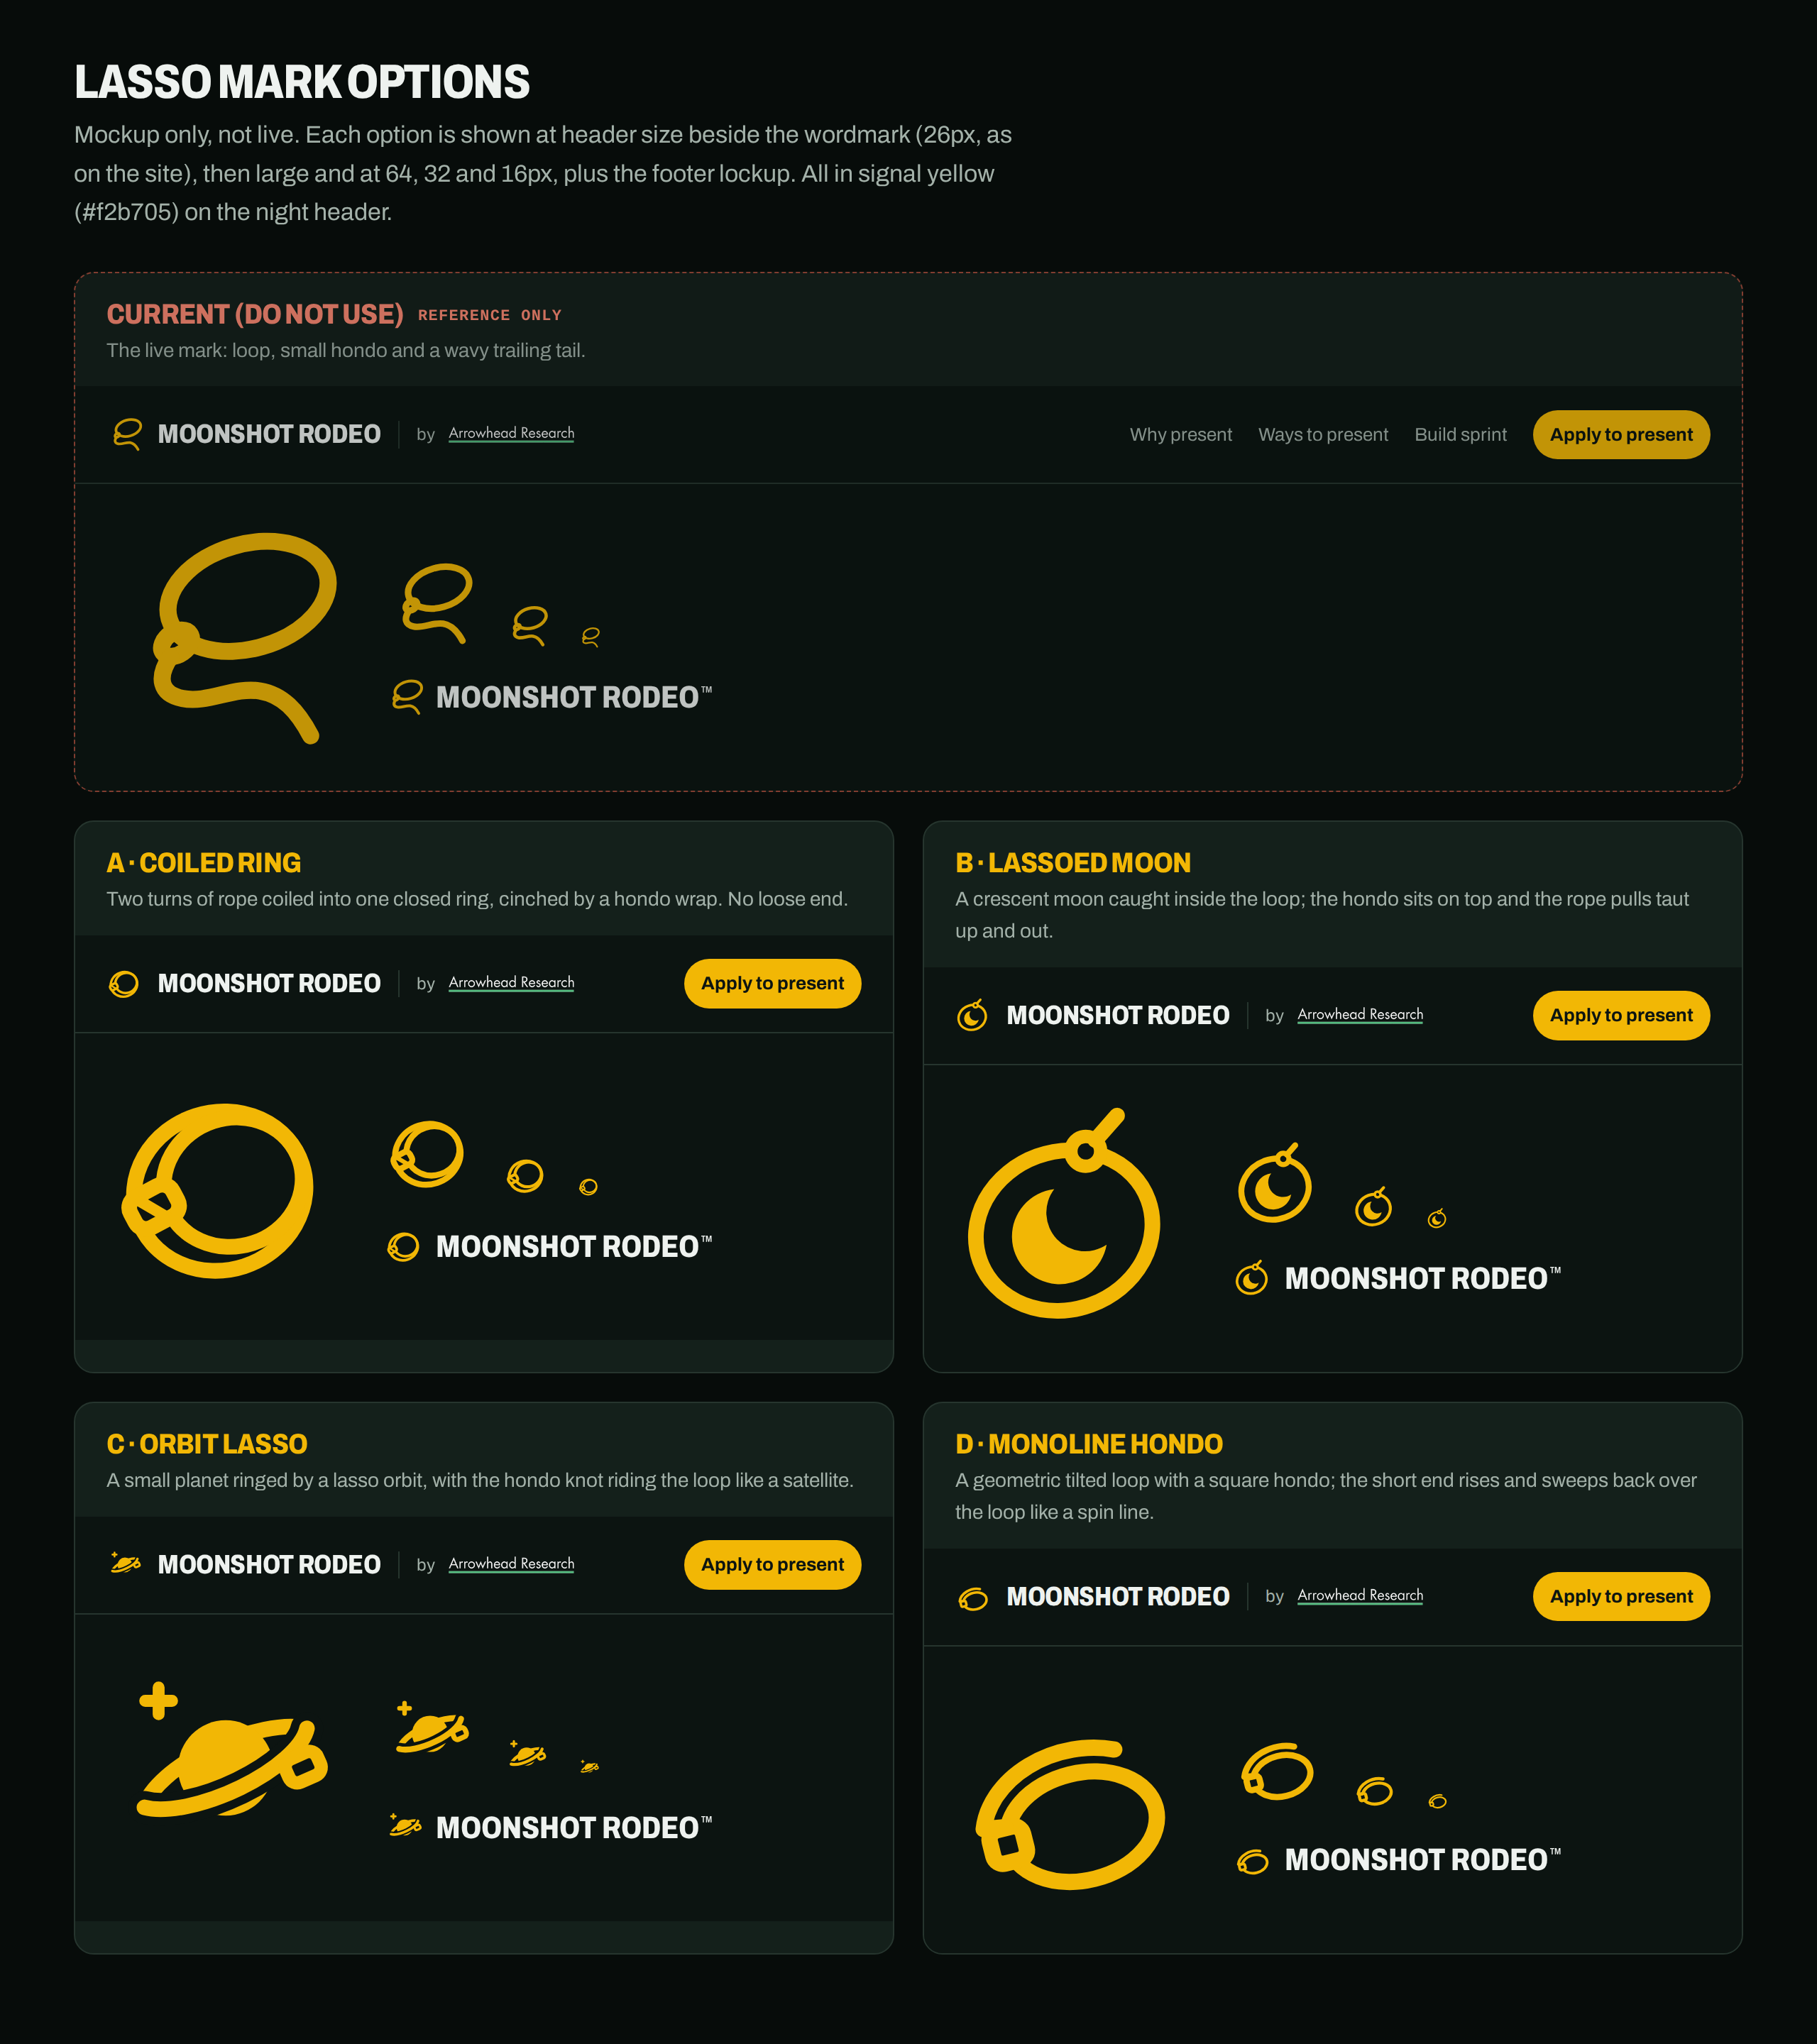 LASSO MARK OPTIONS
Mockup only, not live. Each option is shown at header size beside the wordmark (26px, as
on the site), then large and at 64, 32 and 16px, plus the footer lockup. All in signal yellow
(#f2b705) on the night header.
CURRENT (DO NOT USE) REFERENCE ONLY
The live mark: loop, small hondo and a wavy trailing tail.
MOONSHOT RODEO by Arrowhead Research Why present Ways to present Build sprint Apply to present
MOONSHOT RODEO™
A · COILED RING
Two turns of rope coiled into one closed ring, cinched by a hondo wrap. No loose end.
MOONSHOT RODEO by Arrowhead Research Apply to present
MOONSHOT RODEO™
B · LASSOED MOON
A crescent moon caught inside the loop; the hondo sits on top and the rope pulls taut
up and out.
MOONSHOT RODEO by Arrowhead Research Apply to present
MOONSHOT RODEO™
C · ORBIT LASSO
A small planet ringed by a lasso orbit, with the hondo knot riding the loop like a satellite.
MOONSHOT RODEO by Arrowhead Research Apply to present
MOONSHOT RODEO™
D · MONOLINE HONDO
A geometric tilted loop with a square hondo; the short end rises and sweeps back over
the loop like a spin line.
MOONSHOT RODEO by Arrowhead Research Apply to present
MOONSHOT RODEO™